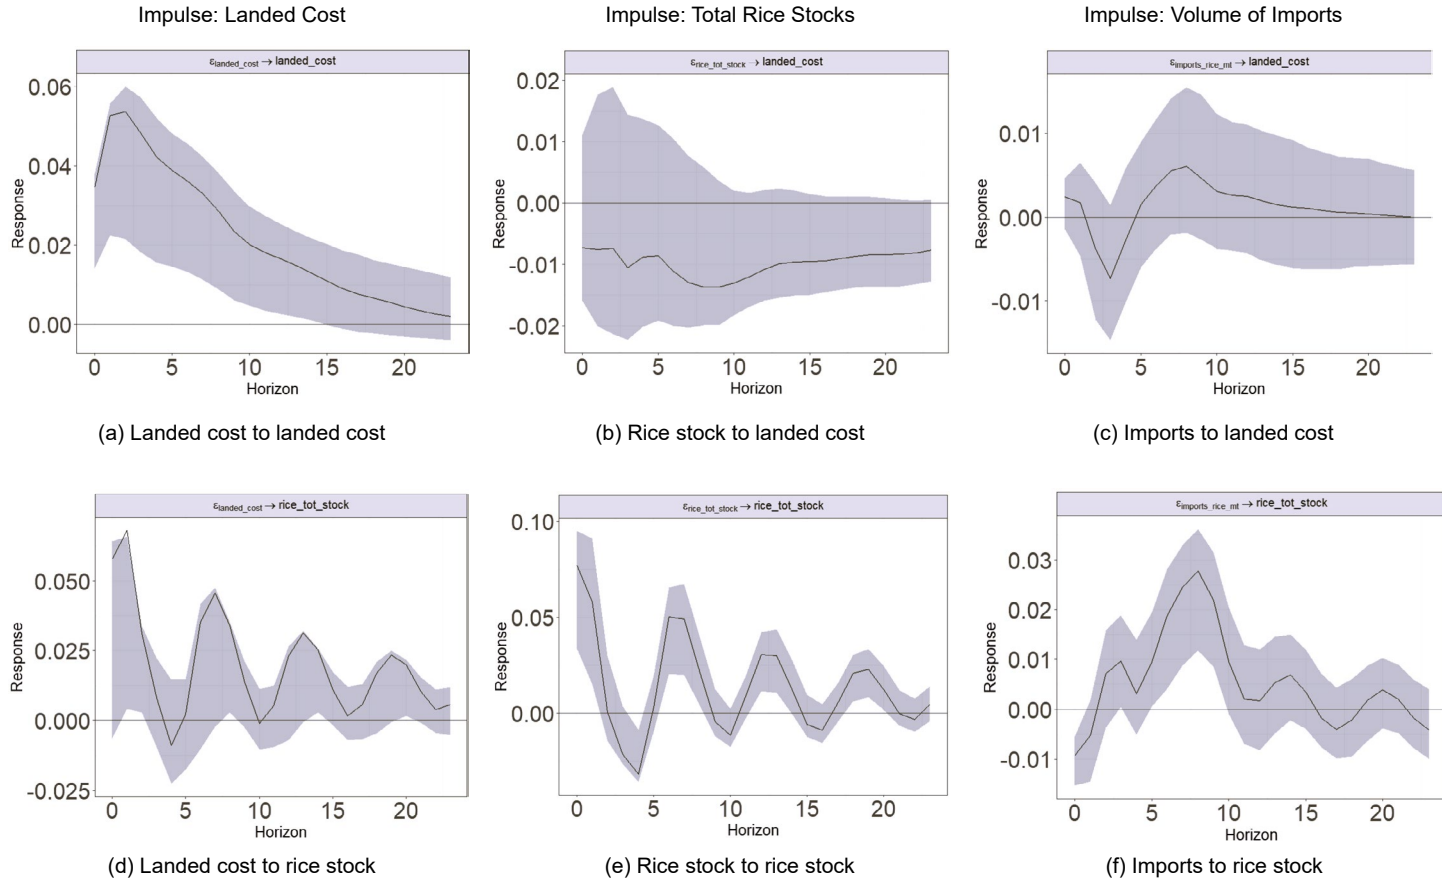 Impulse: Landed Cost
Impulse: Total Rice Stocks
Impulse: Volume of Imports
εlanded_cost → landed_cost
0.06
0.04
0.02
0.00
Response
0 5 10 15 20
Horizon
(a) Landed cost to landed cost
εrice_tot_stock → landed_cost
0.02
0.01
0.00
-0.01
-0.02
Response
0 5 10 15 20
Horizon
(b) Rice stock to landed cost
εimports_rice_mt → landed_cost
0.01
0.00
-0.01
Response
0 5 10 15 20
Horizon
(c) Imports to landed cost
εlanded_cost → rice_tot_stock
0.050
0.025
0.000
-0.025
Response
0 5 10 15 20
Horizon
(d) Landed cost to rice stock
εrice_tot_stock → rice_tot_stock
0.10
0.05
0.00
Response
0 5 10 15 20
Horizon
(e) Rice stock to rice stock
εimports_rice_mt → rice_tot_stock
0.03
0.02
0.01
0.00
-0.01
Response
0 5 10 15 20
Horizon
(f) Imports to rice stock